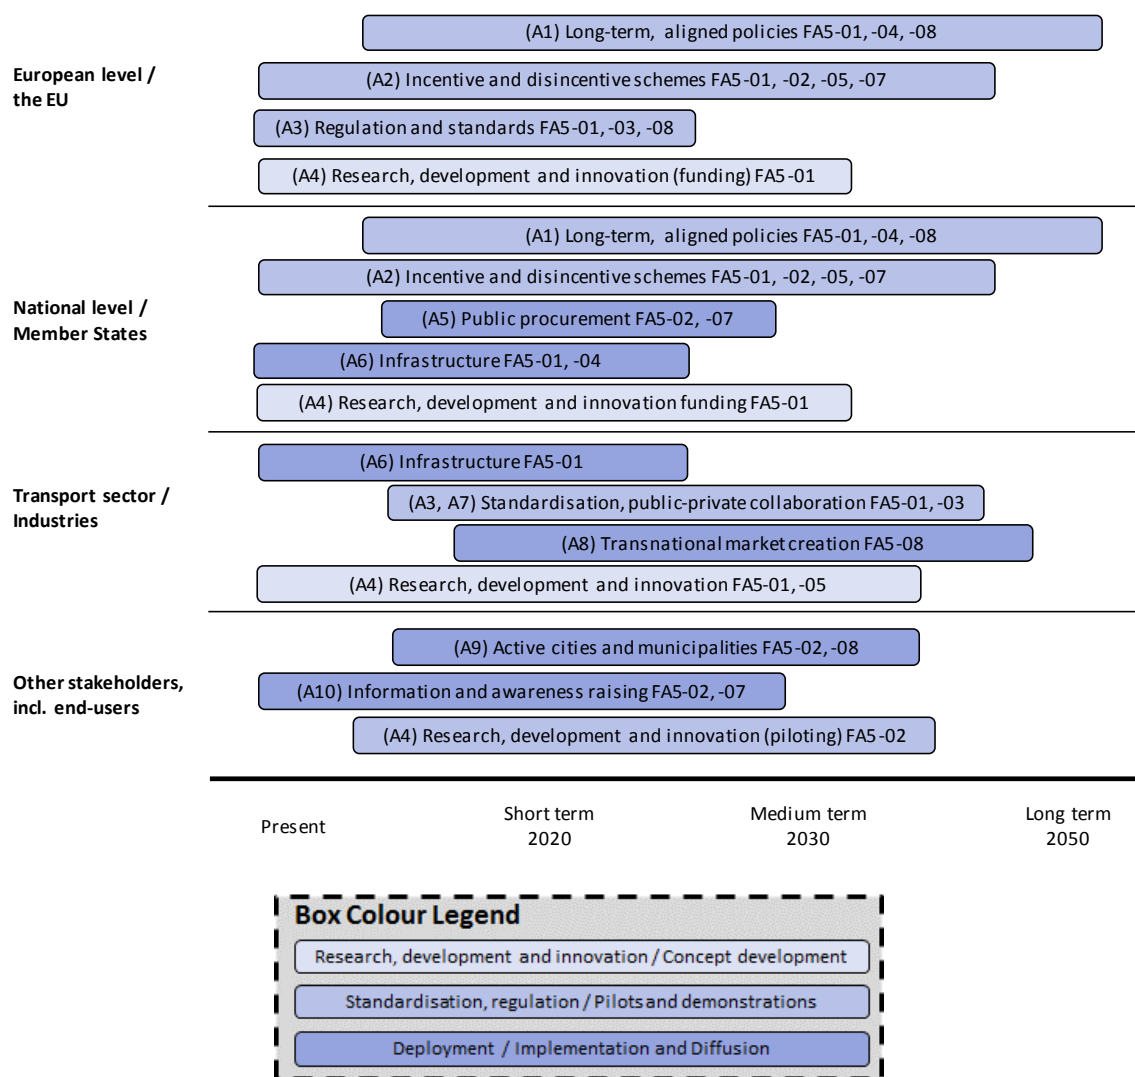 (A1) Long-term, aligned policies FA5-01, -04, -08
European level /
the EU
(A2) Incentive and disincentive schemes FA5-01, -02, -05, -07
(A3) Regulation and standards FA5-01, -03, -08
(A4) Research, development and innovation (funding) FA5-01
(A1) Long-term, aligned policies FA5-01, -04, -08
(A2) Incentive and disincentive schemes FA5-01, -02, -05, -07
National level /
Member States
(A5) Public procurement FA5-02, -07
(A6) Infrastructure FA5-01, -04
(A4) Research, development and innovation funding FA5-01
(A6) Infrastructure FA5-01
Transport sector /
Industries
(A3, A7) Standardisation, public-private collaboration FA5-01, -03
(A8) Transnational market creation FA5-08
(A4) Research, development and innovation FA5-01, -05
(A9) Active cities and municipalities FA5-02, -08
Other stakeholders,
incl. end-users
(A10) Information and awareness raising FA5-02, -07
(A4) Research, development and innovation (piloting) FA5-02
Present
Short term
2020
Medium term
2030
Long term
2050
Box Colour Legend
Research, development and innovation / Concept development
Standardisation, regulation / Pilots and demonstrations
Deployment / Implementation and Diffusion